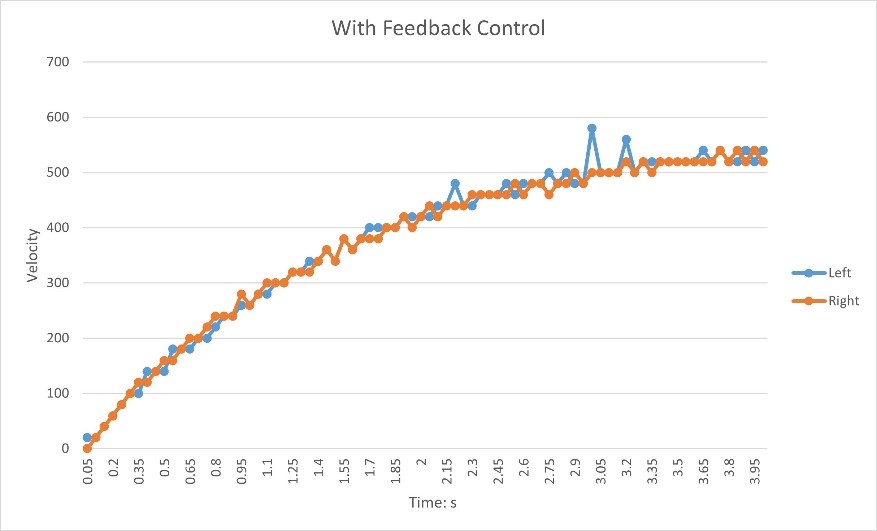 With Feedback Control
700
600
500
400
300
200
100
0
Velocity
0.05 0.2 0.35 0.5 0.65 0.8 0.95 1.1 1.25 1.4 1.55 1.7 1.85 2 2.15 2.3 2.45 2.6 2.75 2.9 3.05 3.2 3.35 3.5 3.65 3.8 3.95
Time: s
Left
Right